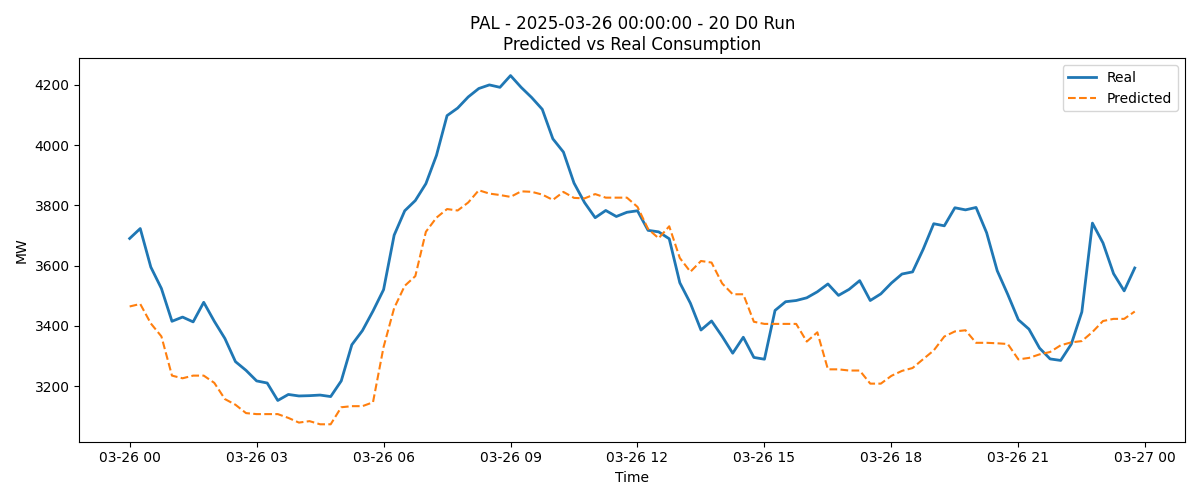 PAL - 2025-03-26 00:00:00 - 20 D0 Run
Predicted vs Real Consumption
Real
Predicted
MW
4200
4000
3800
3600
3400
3200
03-26 00
03-26 03
03-26 06
03-26 09
03-26 12
03-26 15
03-26 18
03-26 21
03-27 00
Time